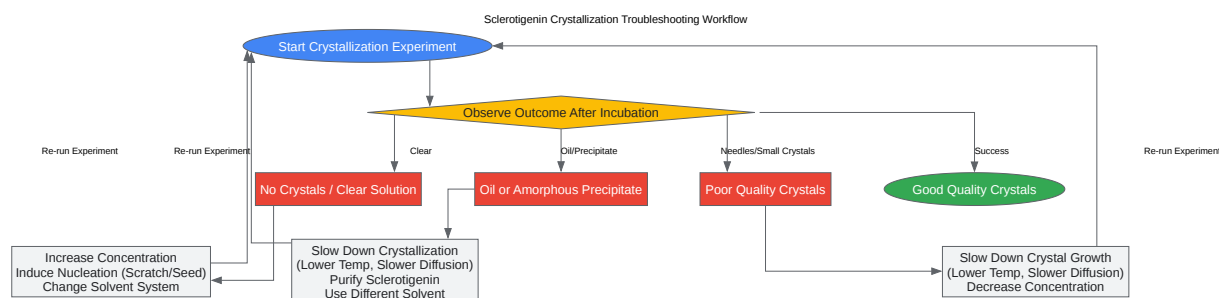 Sclerotigenin Crystallization Troubleshooting Workflow
Start Crystallization Experiment
Observe Outcome After Incubation
Re-run Experiment
Re-run Experiment
Clear
Oil/Precipitate
Needles/Small Crystals
Success
Re-run Experiment
No Crystals / Clear Solution
Oil or Amorphous Precipitate
Poor Quality Crystals
Good Quality Crystals
Increase Concentration
Induce Nucleation (Scratch/Seed)
Change Solvent System
Slow Down Crystallization
(Lower Temp, Slower Diffusion)
Purify Sclerotigenin
Use Different Solvent
Slow Down Crystal Growth
(Lower Temp, Slower Diffusion)
Decrease Concentration